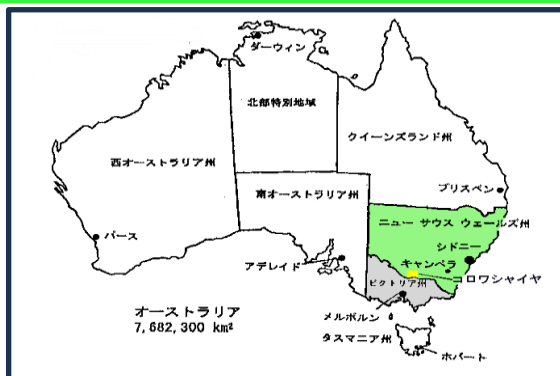 ダーウィン
北部特別地域
クイーンズランド州
西オーストラリア州
南オーストラリア州
ブリスベン
ニュー サウス ウェールズ州
シドニー
パース
キャンベラ
アデレイド
コロワシャイヤ
ビクトリア州
オーストラリア
7,682,300 km²
メルボルン
タスマニア州
ホバート